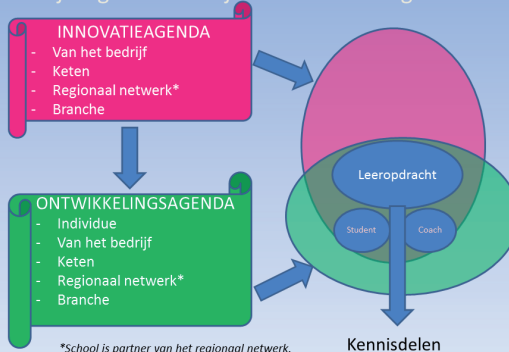 INNOVATIEAGENDA
- Van het bedrijf
- Keten
- Regionaal netwerk*
- Branche
Leeropdracht
Student
Coach
ONTWIKKELINGSAGENDA
- Individue
- Van het bedrijf
- Keten
- Regionaal netwerk*
- Branche
Kennisdelen
*School is partner van het regionaal netwerk.